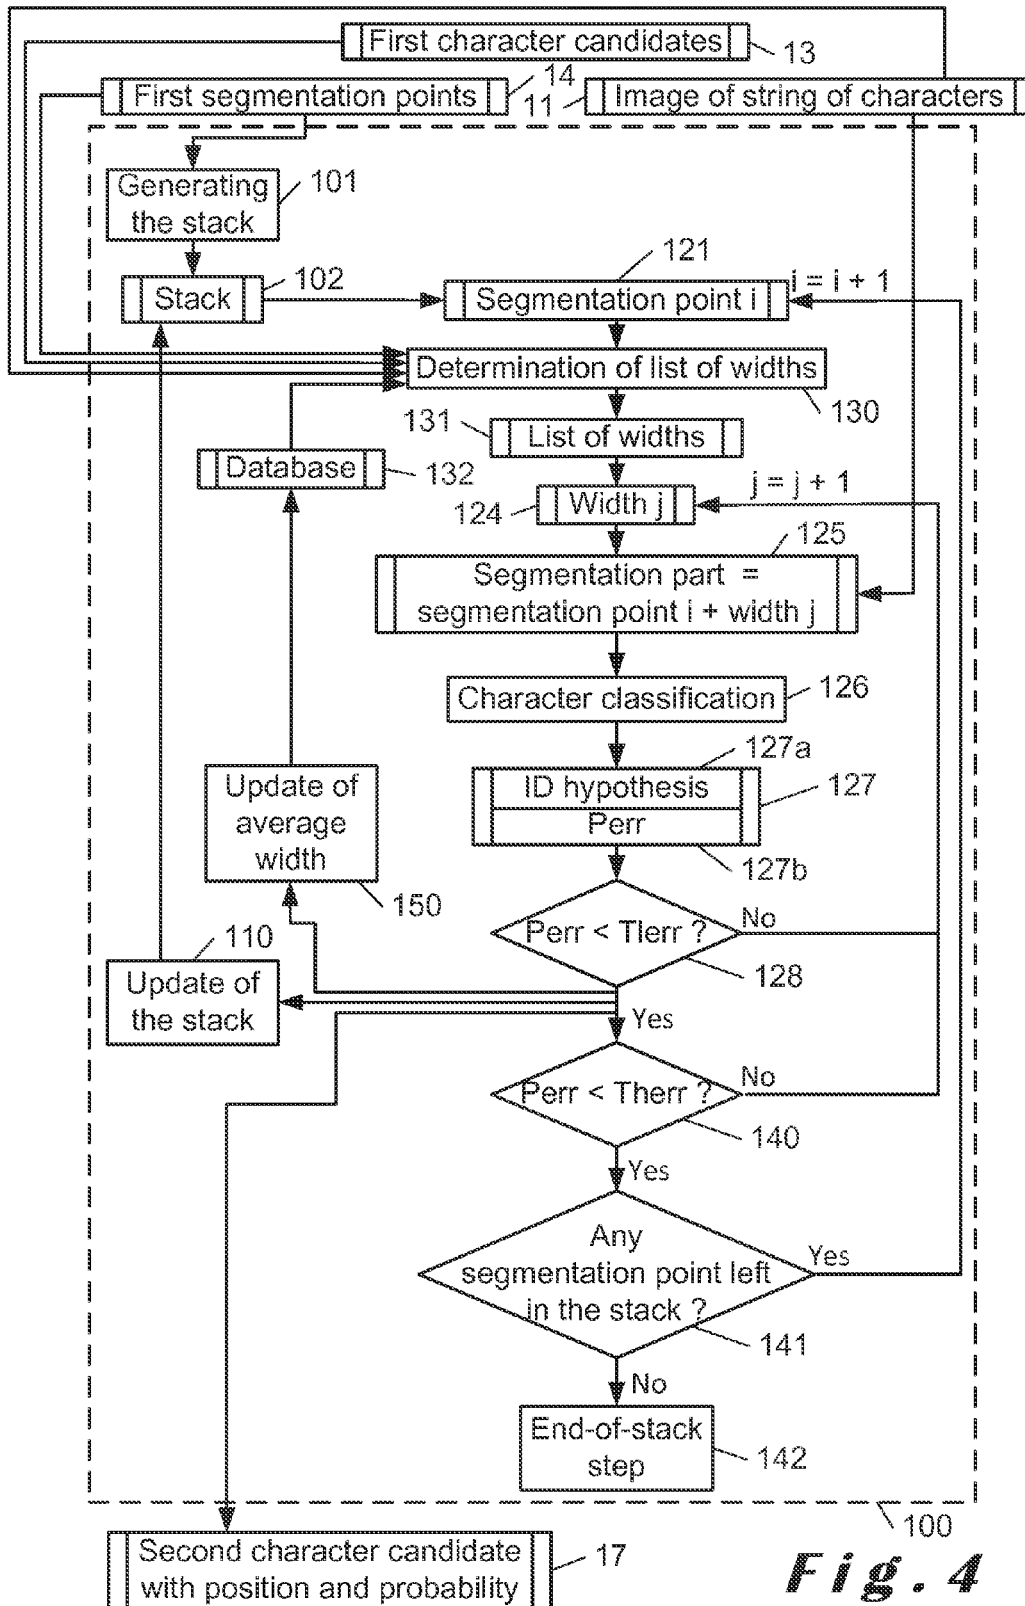 First character candidates
13
First segmentation points
14
11
Image of string of characters
Generating
the stack
101
Stack
102
121
Segmentation point i
i = i + 1
Determination of list of widths
130
131
List of widths
Database
132
124
Width j
j = j + 1
125
Segmentation part =
segmentation point i + width j
Character classification
126
127a
ID hypothesis
127
Perr
127b
Update of
average
width
150
Perr < Tlerr ?
No
128
110
Update of
the stack
Yes
Perr < Therr ?
No
140
Yes
Any
segmentation point left
in the stack ?
Yes
141
No
End-of-stack
step
142
100
Second character candidate
with position and probability
17
Fig. 4